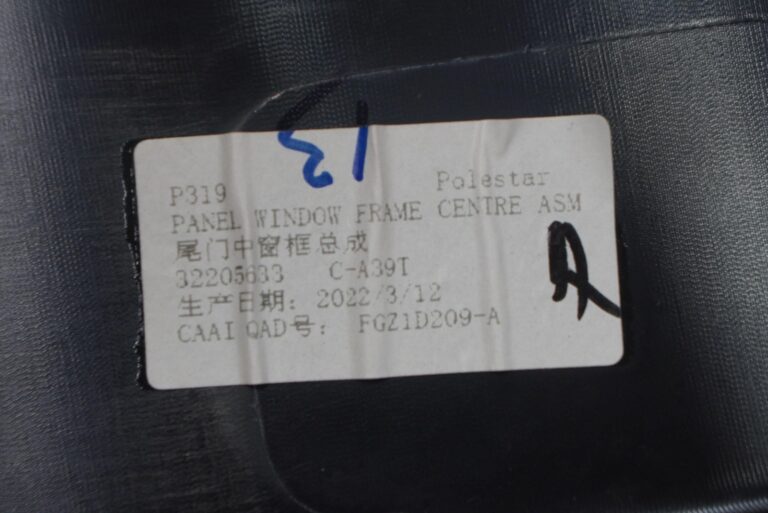 13
P319 Polestar
PANEL WINDOW FRAME CENTRE ASM
尾门中窗框总成
32205633 C-A39T
生产日期: 2022/3/12
CAAI QAD号: FGZ1D209-A